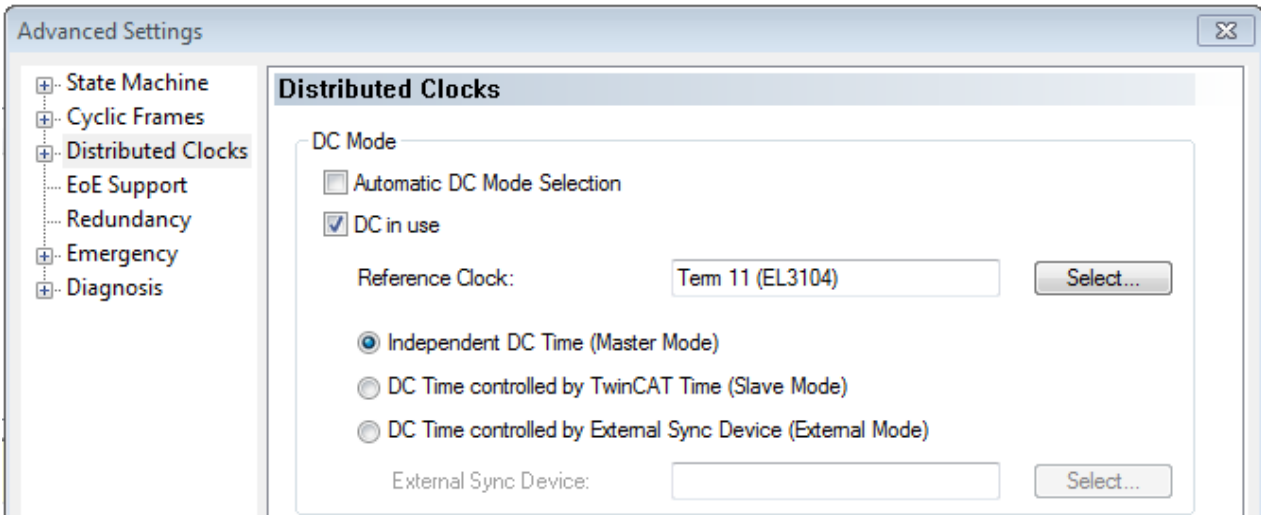 Advanced Settings
State Machine
Cyclic Frames
Distributed Clocks
EoE Support
Redundancy
Emergency
Diagnosis
Distributed Clocks
DC Mode
Automatic DC Mode Selection
DC in use
Reference Clock: Term 11 (EL3104) Select...
Independent DC Time (Master Mode)
DC Time controlled by TwinCAT Time (Slave Mode)
DC Time controlled by External Sync Device (External Mode)
External Sync Device: Select...